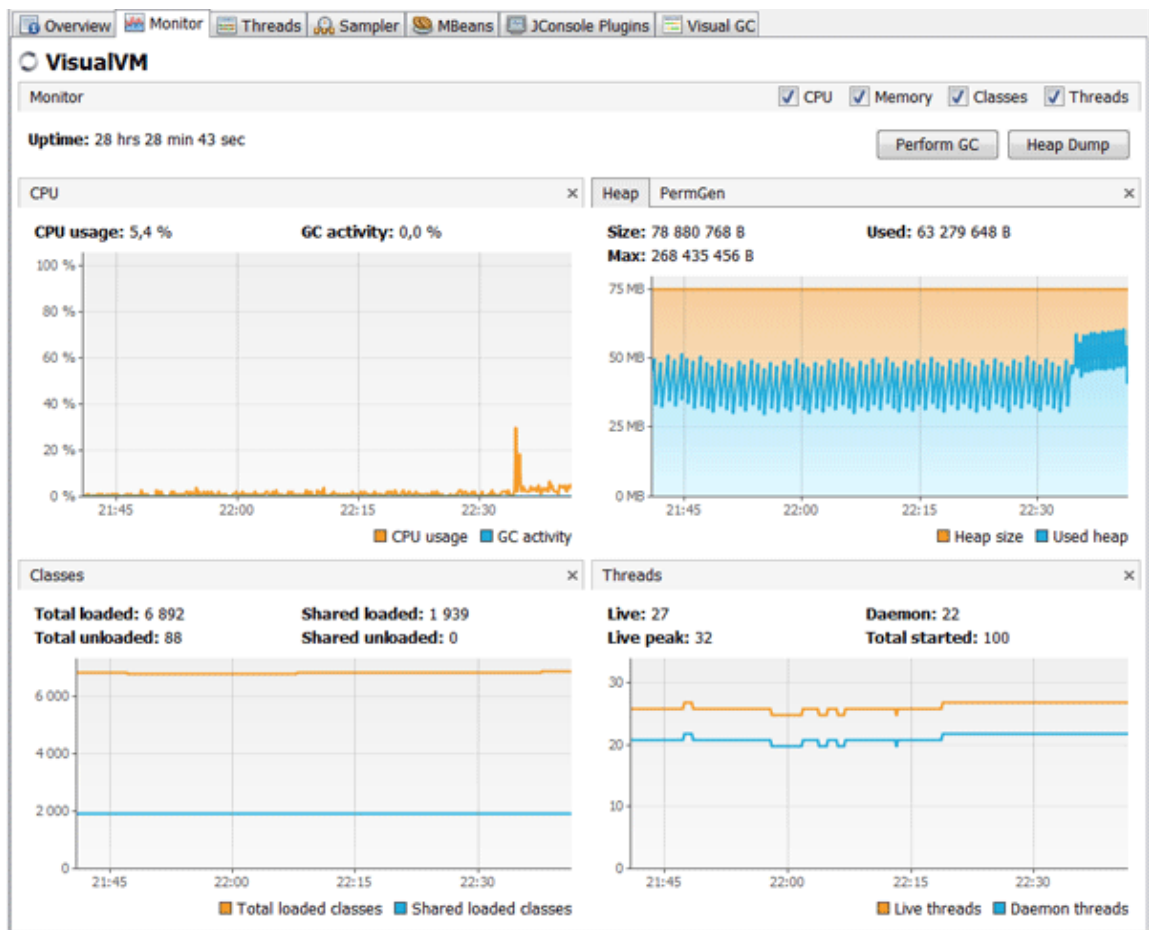 Overview Monitor Threads Sampler MBeans JConsole Plugins Visual GC
VisualVM
Monitor CPU Memory Classes Threads
Uptime: 28 hrs 28 min 43 sec Perform GC Heap Dump
CPU
CPU usage: 5,4 % GC activity: 0,0 %
100 %
80 %
60 %
40 %
20 %
0 %
21:45 22:00 22:15 22:30
CPU usage GC activity
Heap PermGen
Size: 78 880 768 B Used: 63 279 648 B
Max: 268 435 456 B
75 MB
50 MB
25 MB
0 MB
21:45 22:00 22:15 22:30
Heap size Used heap
Classes
Total loaded: 6 892 Shared loaded: 1 939
Total unloaded: 88 Shared unloaded: 0
6 000
4 000
2 000
0
21:45 22:00 22:15 22:30
Total loaded classes Shared loaded classes
Threads
Live: 27 Daemon: 22
Live peak: 32 Total started: 100
30
20
10
0
21:45 22:00 22:15 22:30
Live threads Daemon threads